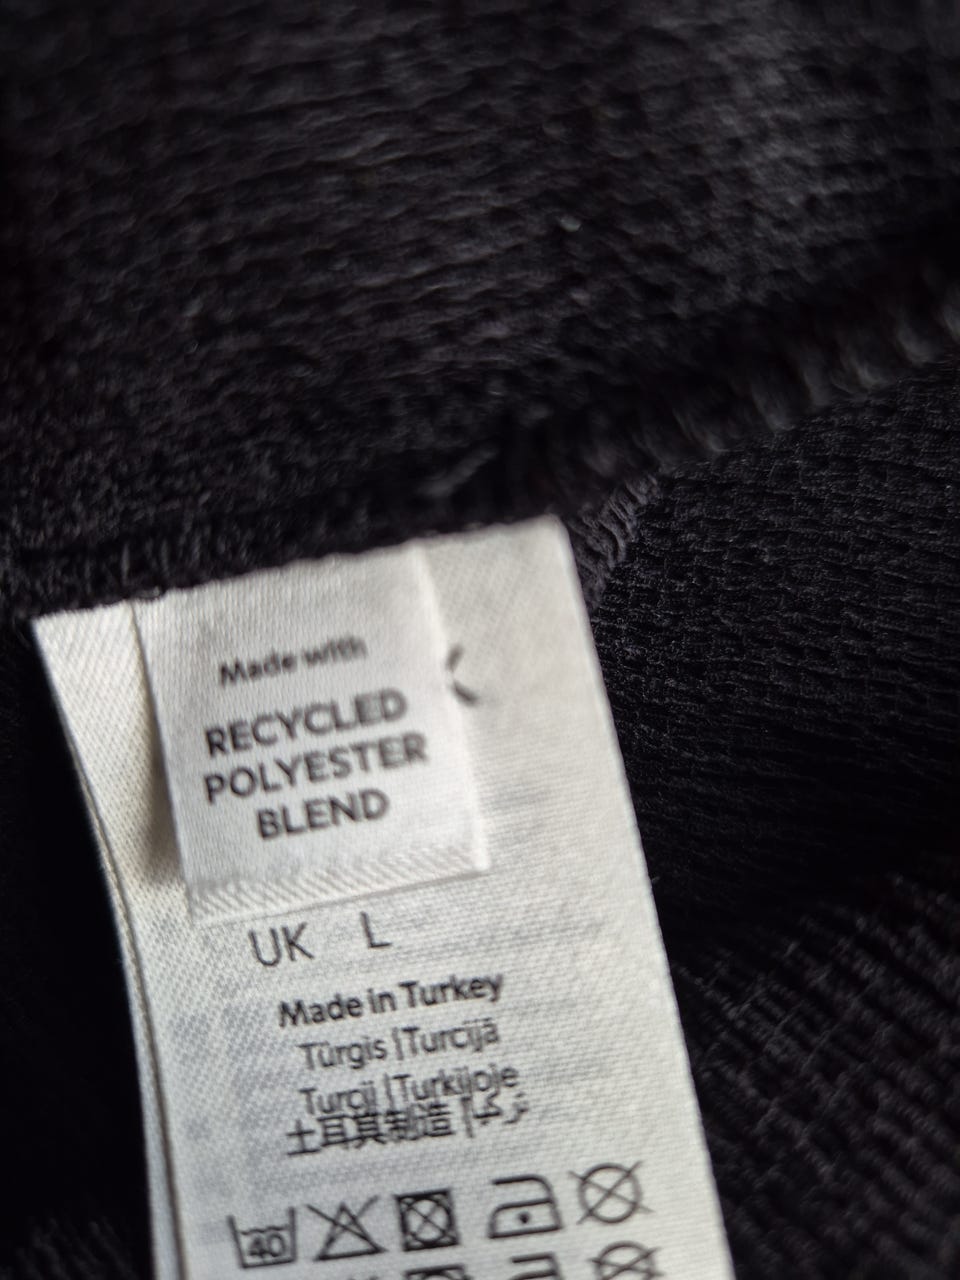 Made with
RECYCLED
POLYESTER
BLEND
UK L
Made in Turkey
Türgis | Turcijā
Turcji | Turkijoje
土耳其制造 | تركيا
40